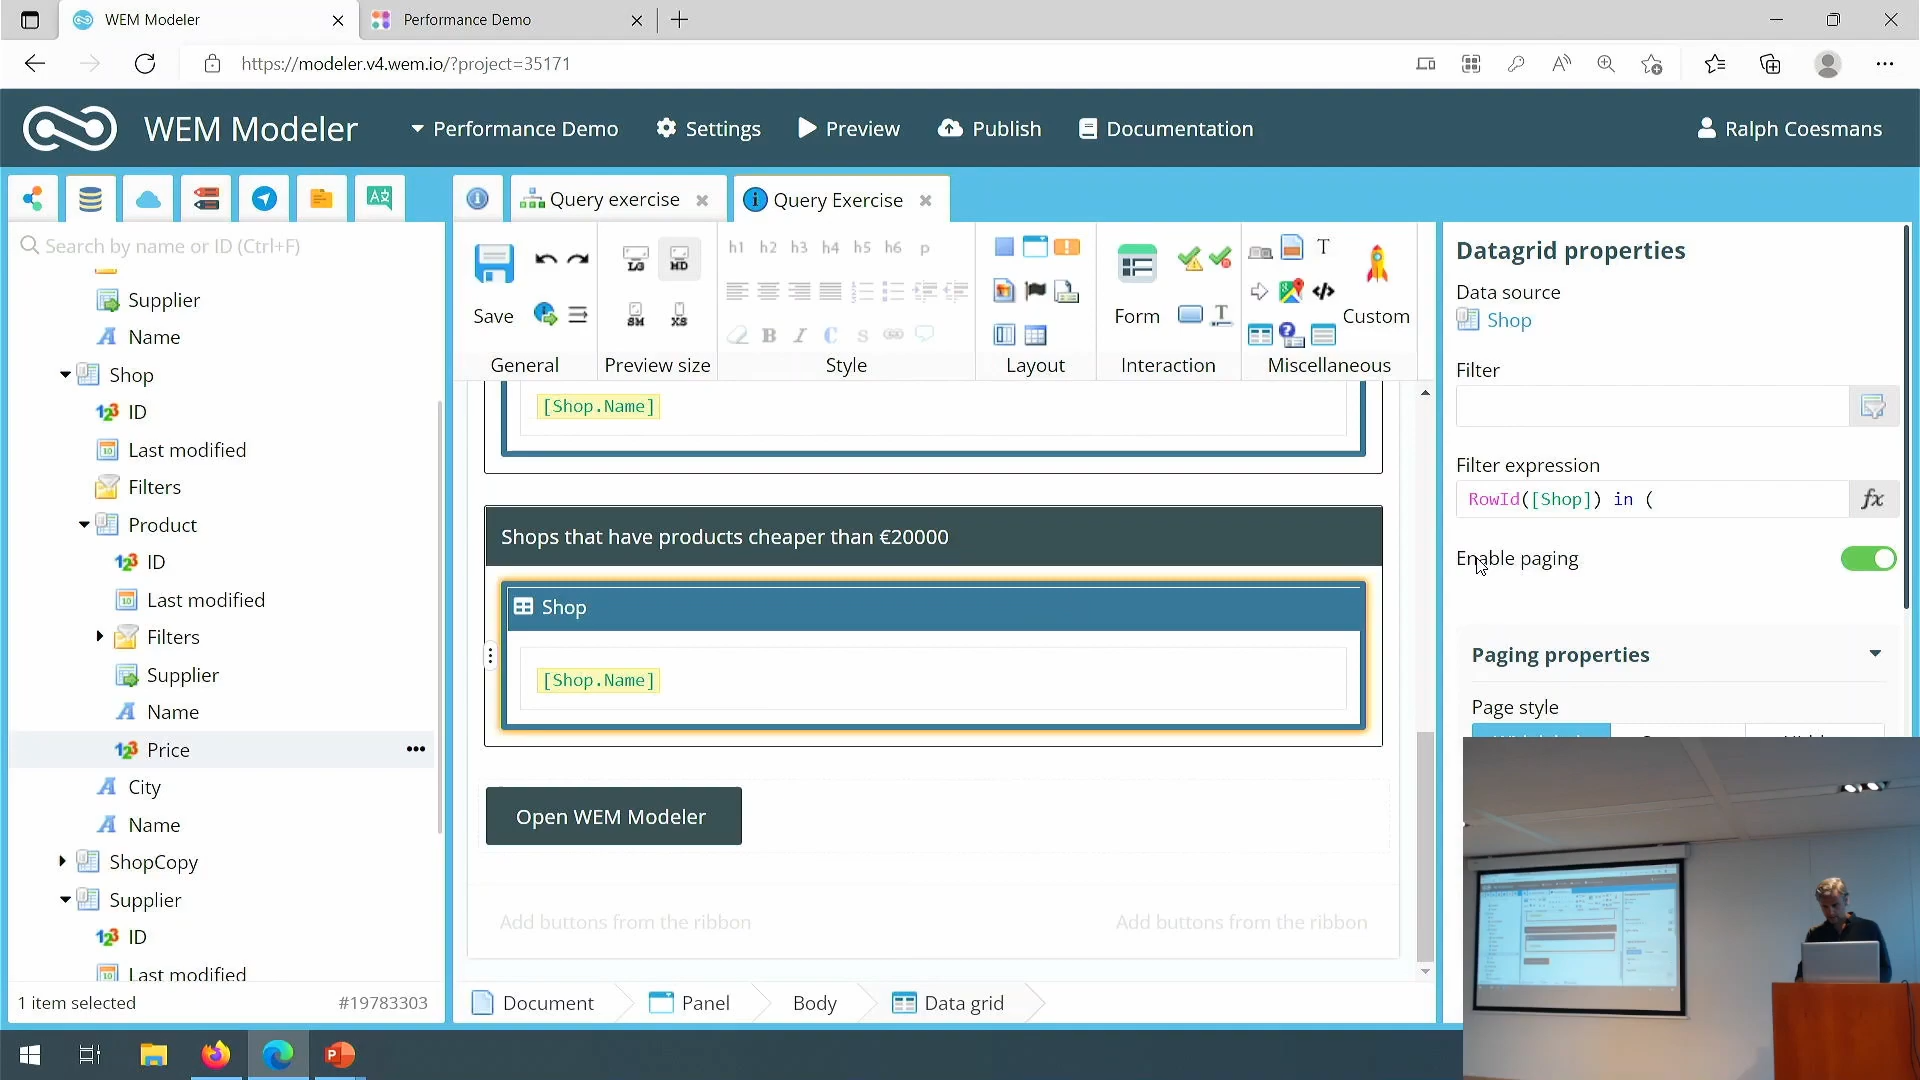 WEM Modeler
Performance Demo
https://modeler.v4.wem.io/?project=35171
WEM Modeler
Performance Demo
Settings
Preview
Publish
Documentation
Ralph Coesmans
Query exercise
Query Exercise
Search by name or ID (Ctrl+F)
Supplier
Name
Shop
ID
Last modified
Filters
Product
ID
Last modified
Filters
Supplier
Name
Price
City
Name
ShopCopy
Supplier
ID
Last modified
1 item selected
#19783303
Save
General
LG
MD
SM
XS
Preview size
h1 h2 h3 h4 h5 h6 p
B I C S
Style
Layout
Form
Interaction
Custom
Miscellaneous
[Shop.Name]
Shops that have products cheaper than €20000
Shop
[Shop.Name]
Open WEM Modeler
Add buttons from the ribbon
Add buttons from the ribbon
Document
Panel
Body
Data grid
Datagrid properties
Data source
Shop
Filter
Filter expression
RowId([Shop]) in (
fx
Enable paging
Paging properties
Page style